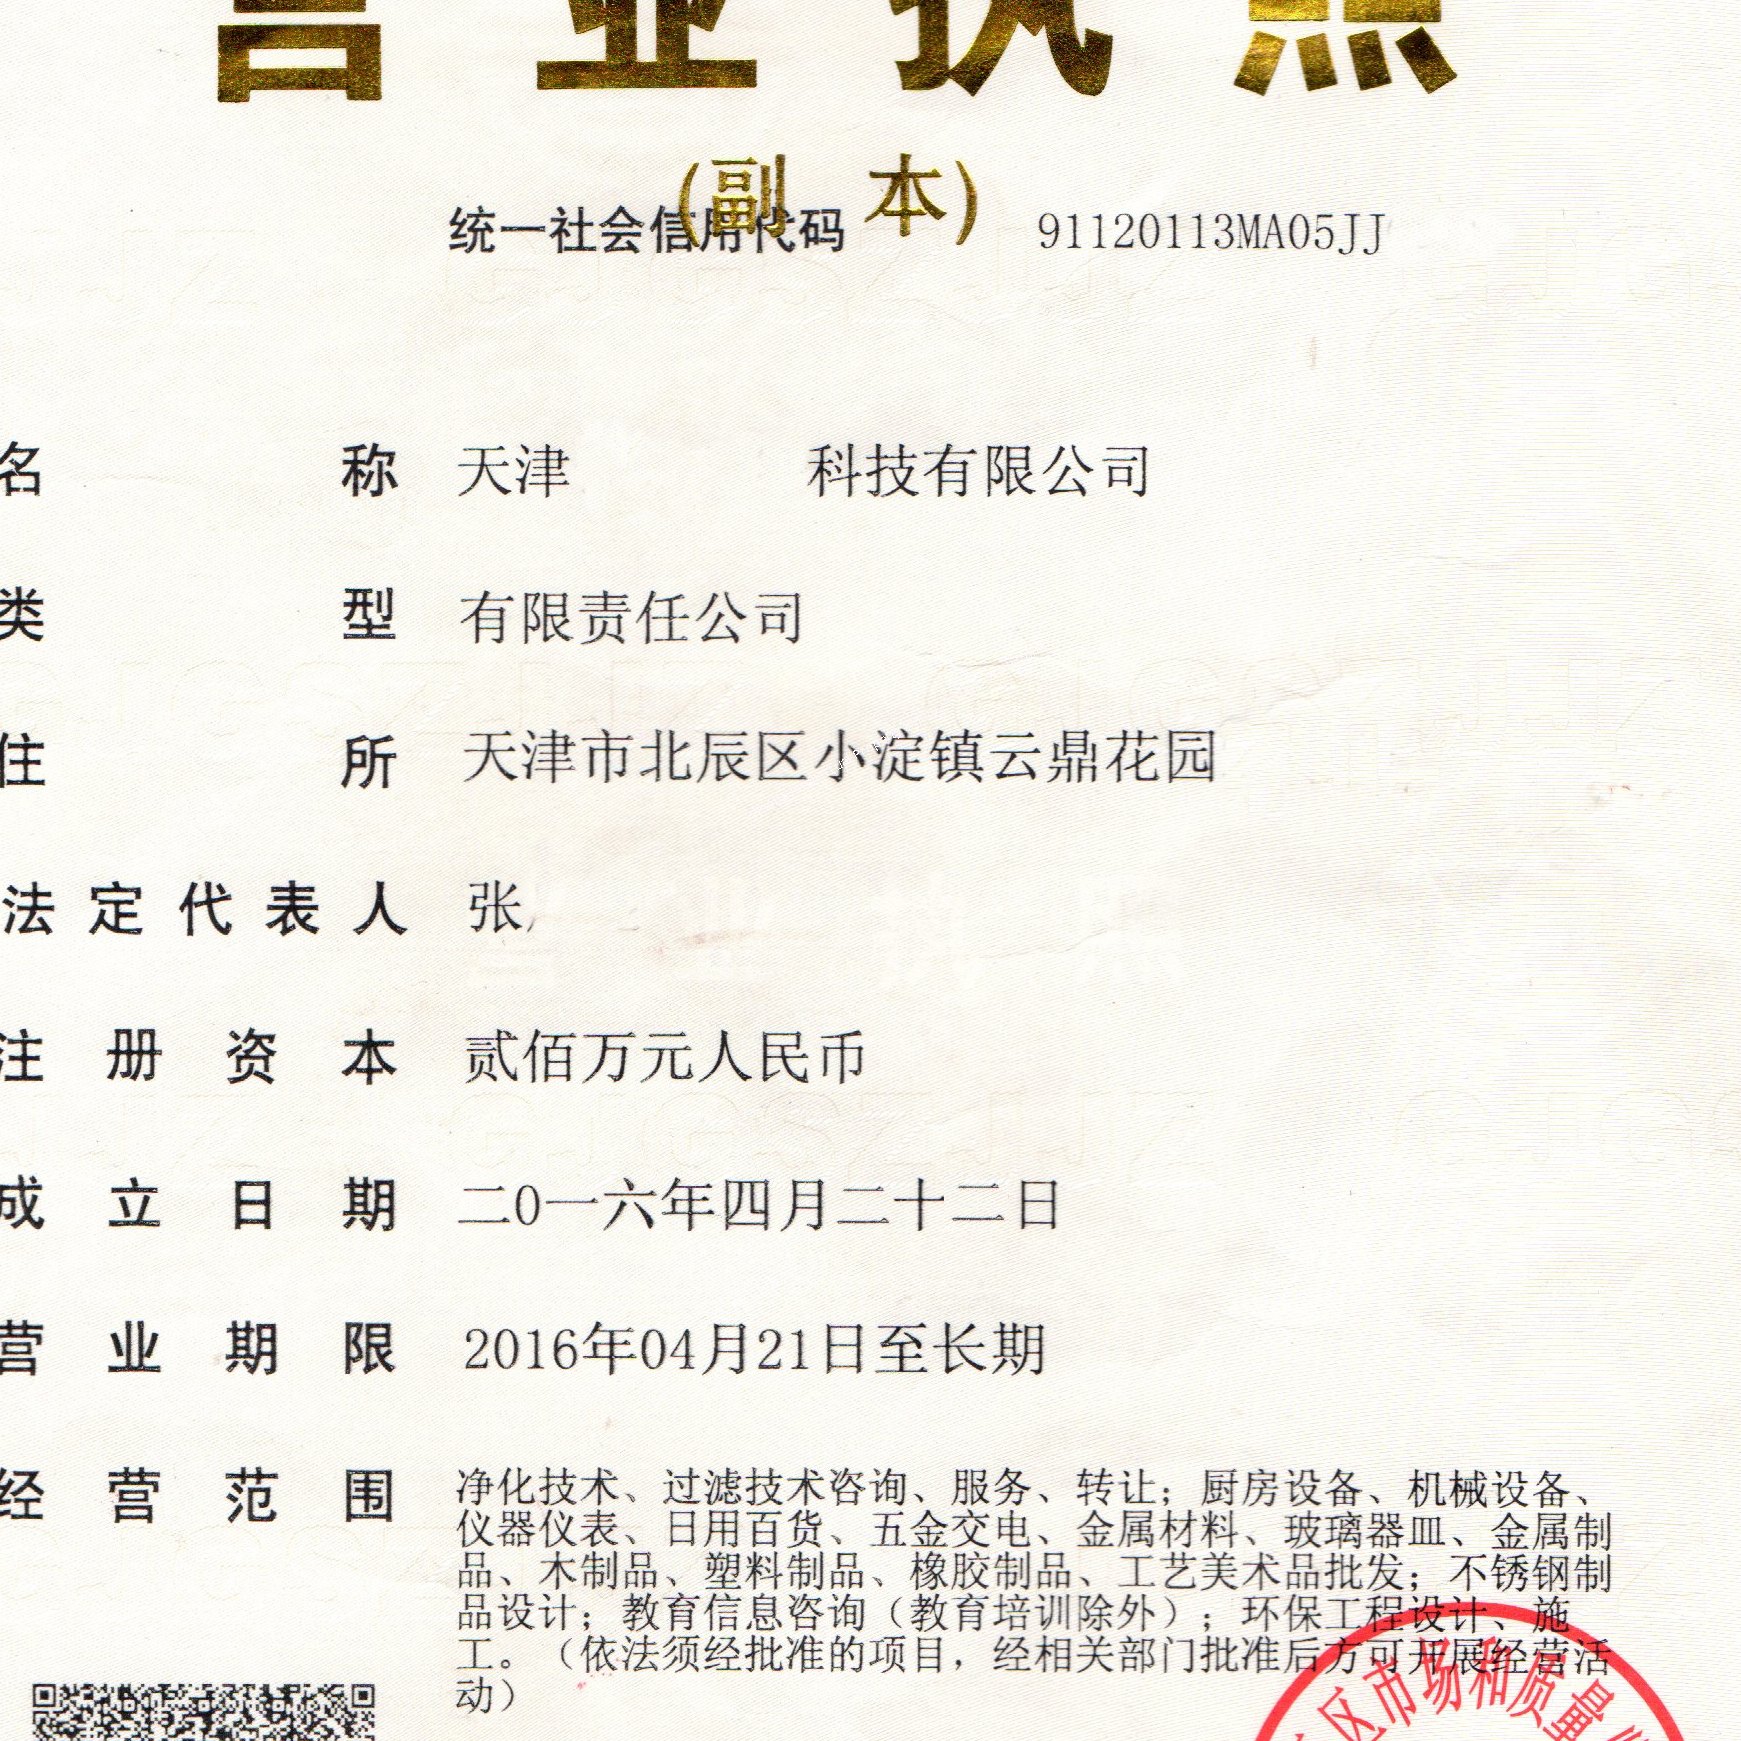 营业执照
(副 本)
统一社会信用代码 91120113MA05JJ
名 称 天津 科技有限公司
类 型 有限责任公司
住 所 天津市北辰区小淀镇云鼎花园
法定代表人 张
注册资本 贰佰万元人民币
成立日期 二0一六年四月二十二日
营业期限 2016年04月21日至长期
经营范围 净化技术、过滤技术咨询、服务、转让；厨房设备、机械设备、
仪器仪表、日用百货、五金交电、金属材料、玻璃器皿、金属制
品、木制品、塑料制品、橡胶制品、工艺美术品批发；不锈钢制
品设计；教育信息咨询（教育培训除外）；环保工程设计、施
工。（依法须经批准的项目，经相关部门批准后方可开展经营活
动）
区市场和质量